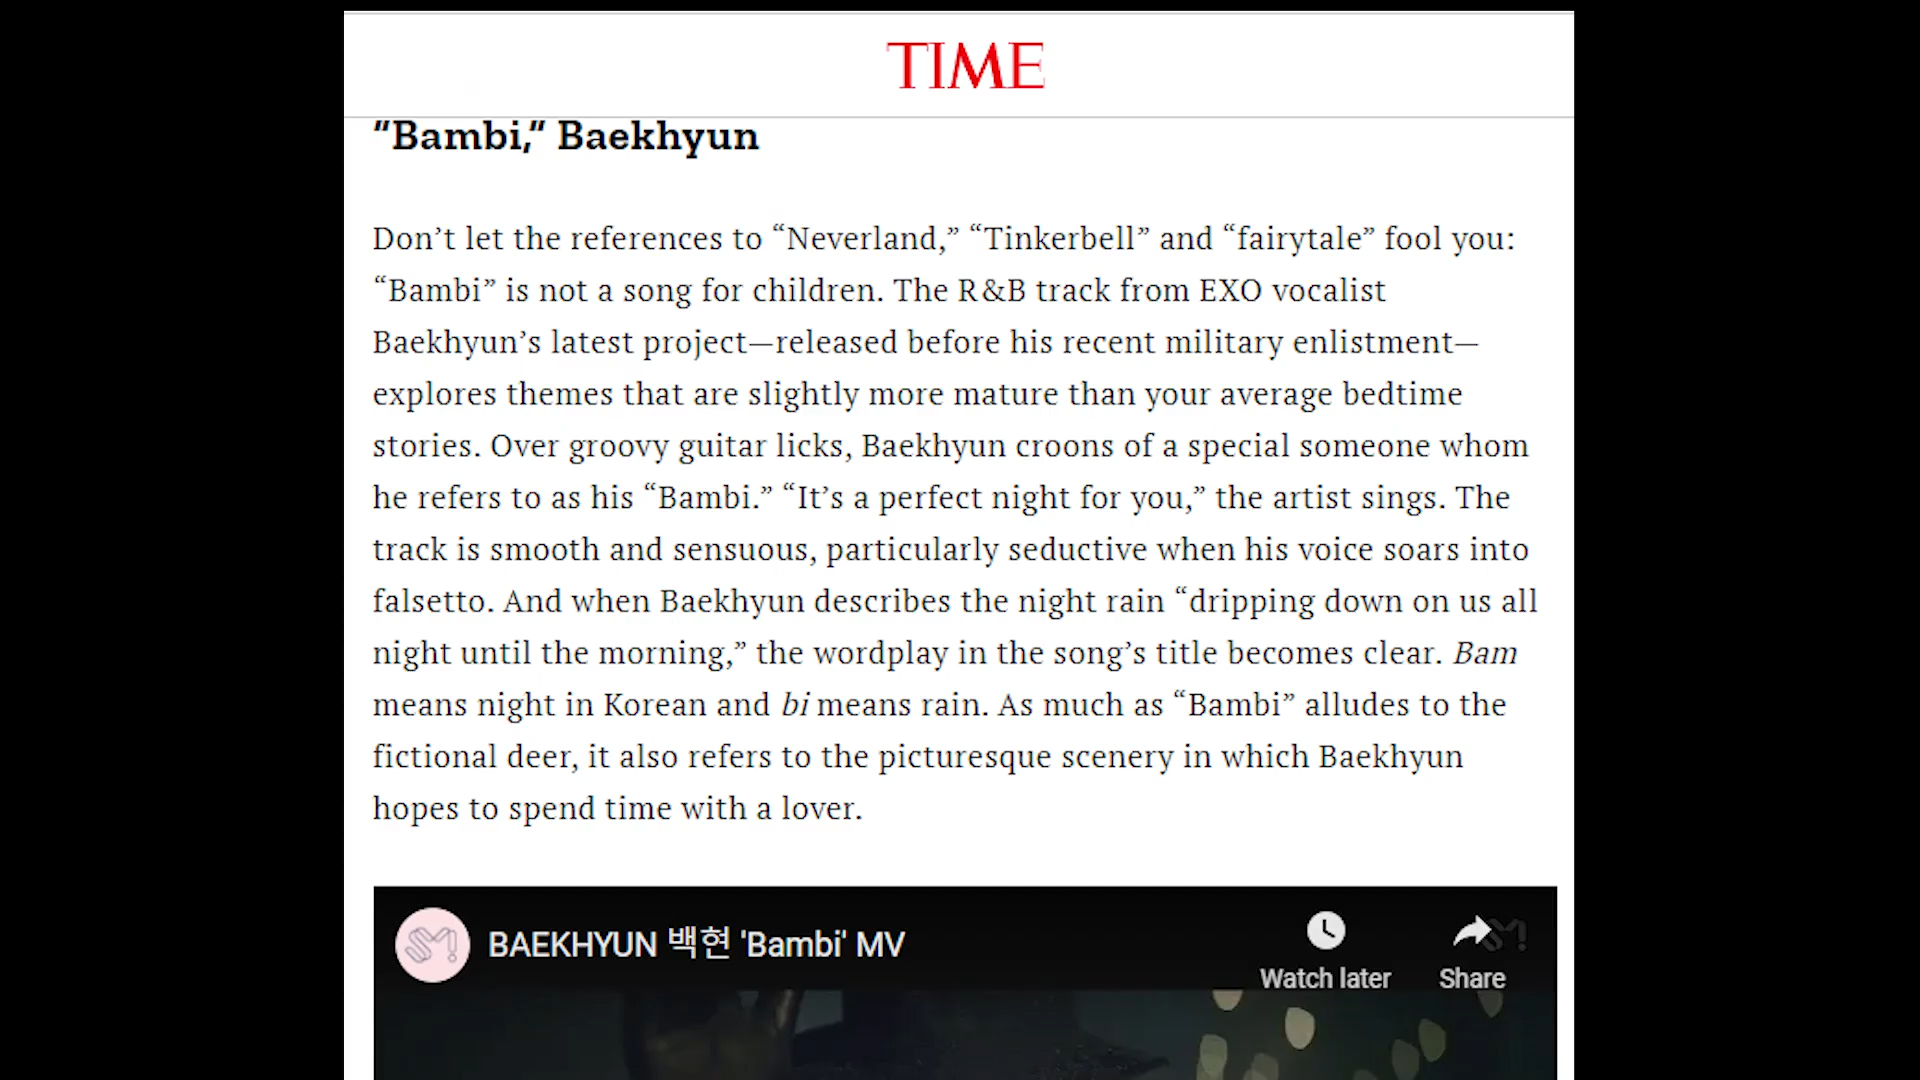 TIME
“Bambi,” Baekhyun
Don’t let the references to “Neverland,” “Tinkerbell” and “fairytale” fool you:
“Bambi” is not a song for children. The R&B track from EXO vocalist
Baekhyun’s latest project—released before his recent military enlistment—
explores themes that are slightly more mature than your average bedtime
stories. Over groovy guitar licks, Baekhyun croons of a special someone whom
he refers to as his “Bambi.” “It’s a perfect night for you,” the artist sings. The
track is smooth and sensuous, particularly seductive when his voice soars into
falsetto. And when Baekhyun describes the night rain “dripping down on us all
night until the morning,” the wordplay in the song’s title becomes clear. Bam
means night in Korean and bi means rain. As much as “Bambi” alludes to the
fictional deer, it also refers to the picturesque scenery in which Baekhyun
hopes to spend time with a lover.
SM!
BAEKHYUN 백현 'Bambi' MV
SM!
Watch later
Share